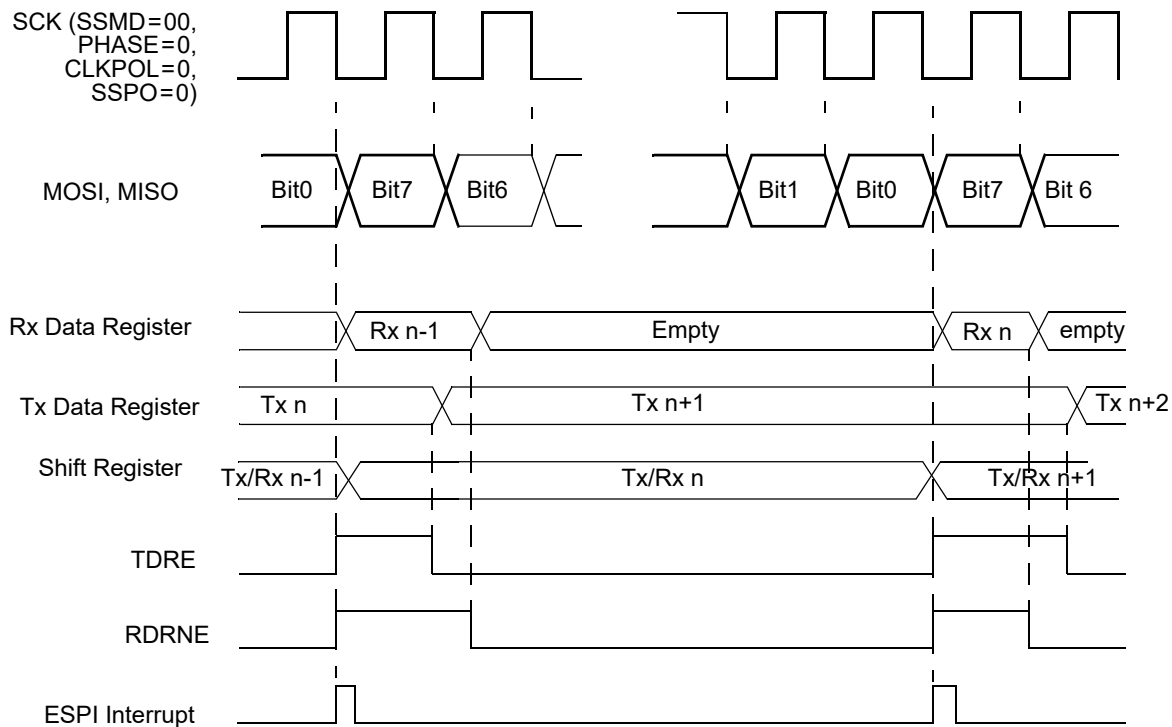 SCK (SSMD=00,
PHASE=0,
CLKPOL=0,
SSPO=0)
MOSI, MISO
Bit0
Bit7
Bit6
Bit1
Bit0
Bit7
Bit 6
Rx Data Register
Rx n-1
Empty
Rx n
empty
Tx Data Register
Tx n
Tx n+1
Tx n+2
Shift Register
Tx/Rx n-1
Tx/Rx n
Tx/Rx n+1
TDRE
RDRNE
ESPI Interrupt